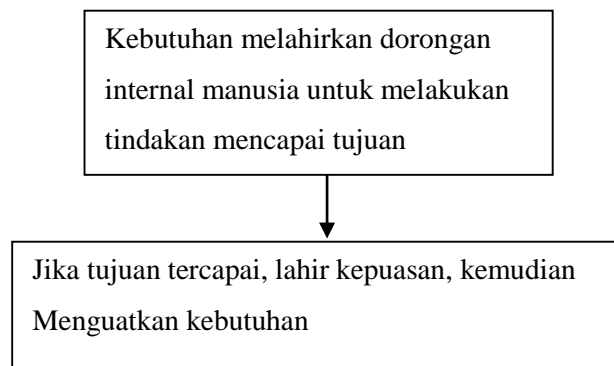 Kebutuhan melahirkan dorongan
internal manusia untuk melakukan
tindakan mencapai tujuan
Jika tujuan tercapai, lahir kepuasan, kemudian
Menguatkan kebutuhan